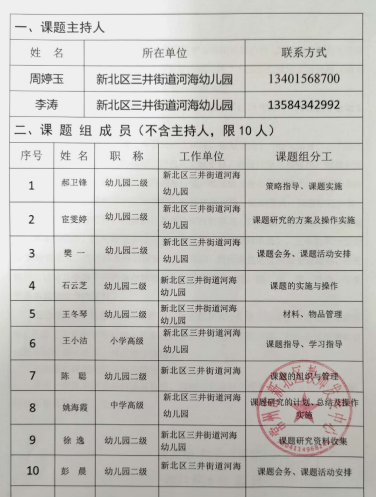 一、课题主持人
姓 名 所在单位 联系方式
周婷玉 新北区三井街道河海幼儿园 13401568700
李涛 新北区三井街道河海幼儿园 13584342992
二、课 题 组 成 员（不含主持人，限 10 人）
序号 姓 名 职 称 工作单位 课题组分工
1 郝卫锋 幼儿园二级 新北区三井街道河海
幼儿园 策略指导、课题实施
2 宦雯婷 幼儿园二级 新北区三井街道河海
幼儿园 课题研究的方案及操作实施
3 樊 一 幼儿园二级 新北区三井街道河海
幼儿园 课题会务、课题活动安排
4 石云芝 幼儿园二级 新北区三井街道河海
幼儿园 课题的实施与操作
5 王冬琴 幼儿园二级 新北区三井街道河海
幼儿园 材料、物品管理
6 王小洁 小学高级 新北区三井街道河海
幼儿园 课题指导、学习指导
7 陈 聪 幼儿园二级 新北区三井街道河海
幼儿园 课题的组织与管理
8 姚海霞 中学高级 新北区三井街道河海
幼儿园 课题研究的计划、总结及操作
实施
9 徐 逸 幼儿园二级 新北区三井街道河海
幼儿园 课题研究资料收集
10 彭 晨 幼儿园二级 新北区三井街道河海
幼儿园 课题会务、课题活动安排